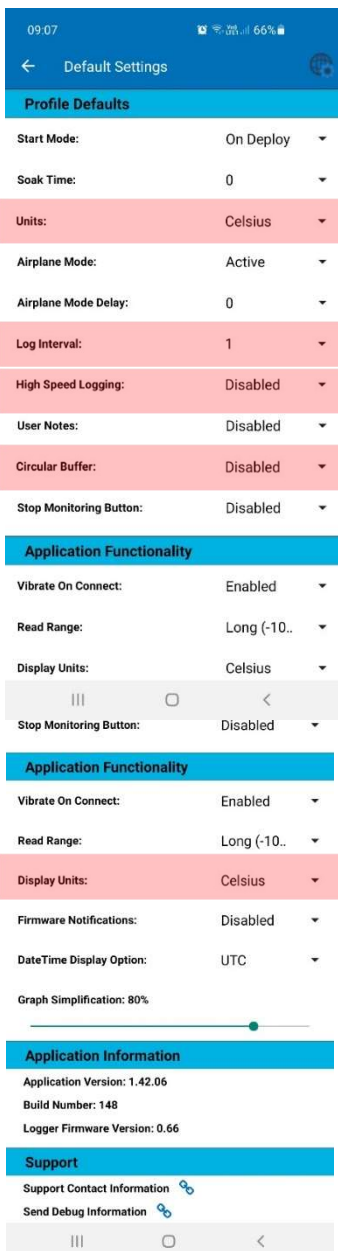 09:07 66%
Default Settings
Profile Defaults
Start Mode: On Deploy
Soak Time: 0
Units: Celsius
Airplane Mode: Active
Airplane Mode Delay: 0
Log Interval: 1
High Speed Logging: Disabled
User Notes: Disabled
Circular Buffer: Disabled
Stop Monitoring Button: Disabled
Application Functionality
Vibrate On Connect: Enabled
Read Range: Long (-10..
Display Units: Celsius
Stop Monitoring Button: Disabled
Application Functionality
Vibrate On Connect: Enabled
Read Range: Long (-10..
Display Units: Celsius
Firmware Notifications: Disabled
DateTime Display Option: UTC
Graph Simplification: 80%
Application Information
Application Version: 1.42.06
Build Number: 148
Logger Firmware Version: 0.66
Support
Support Contact Information
Send Debug Information